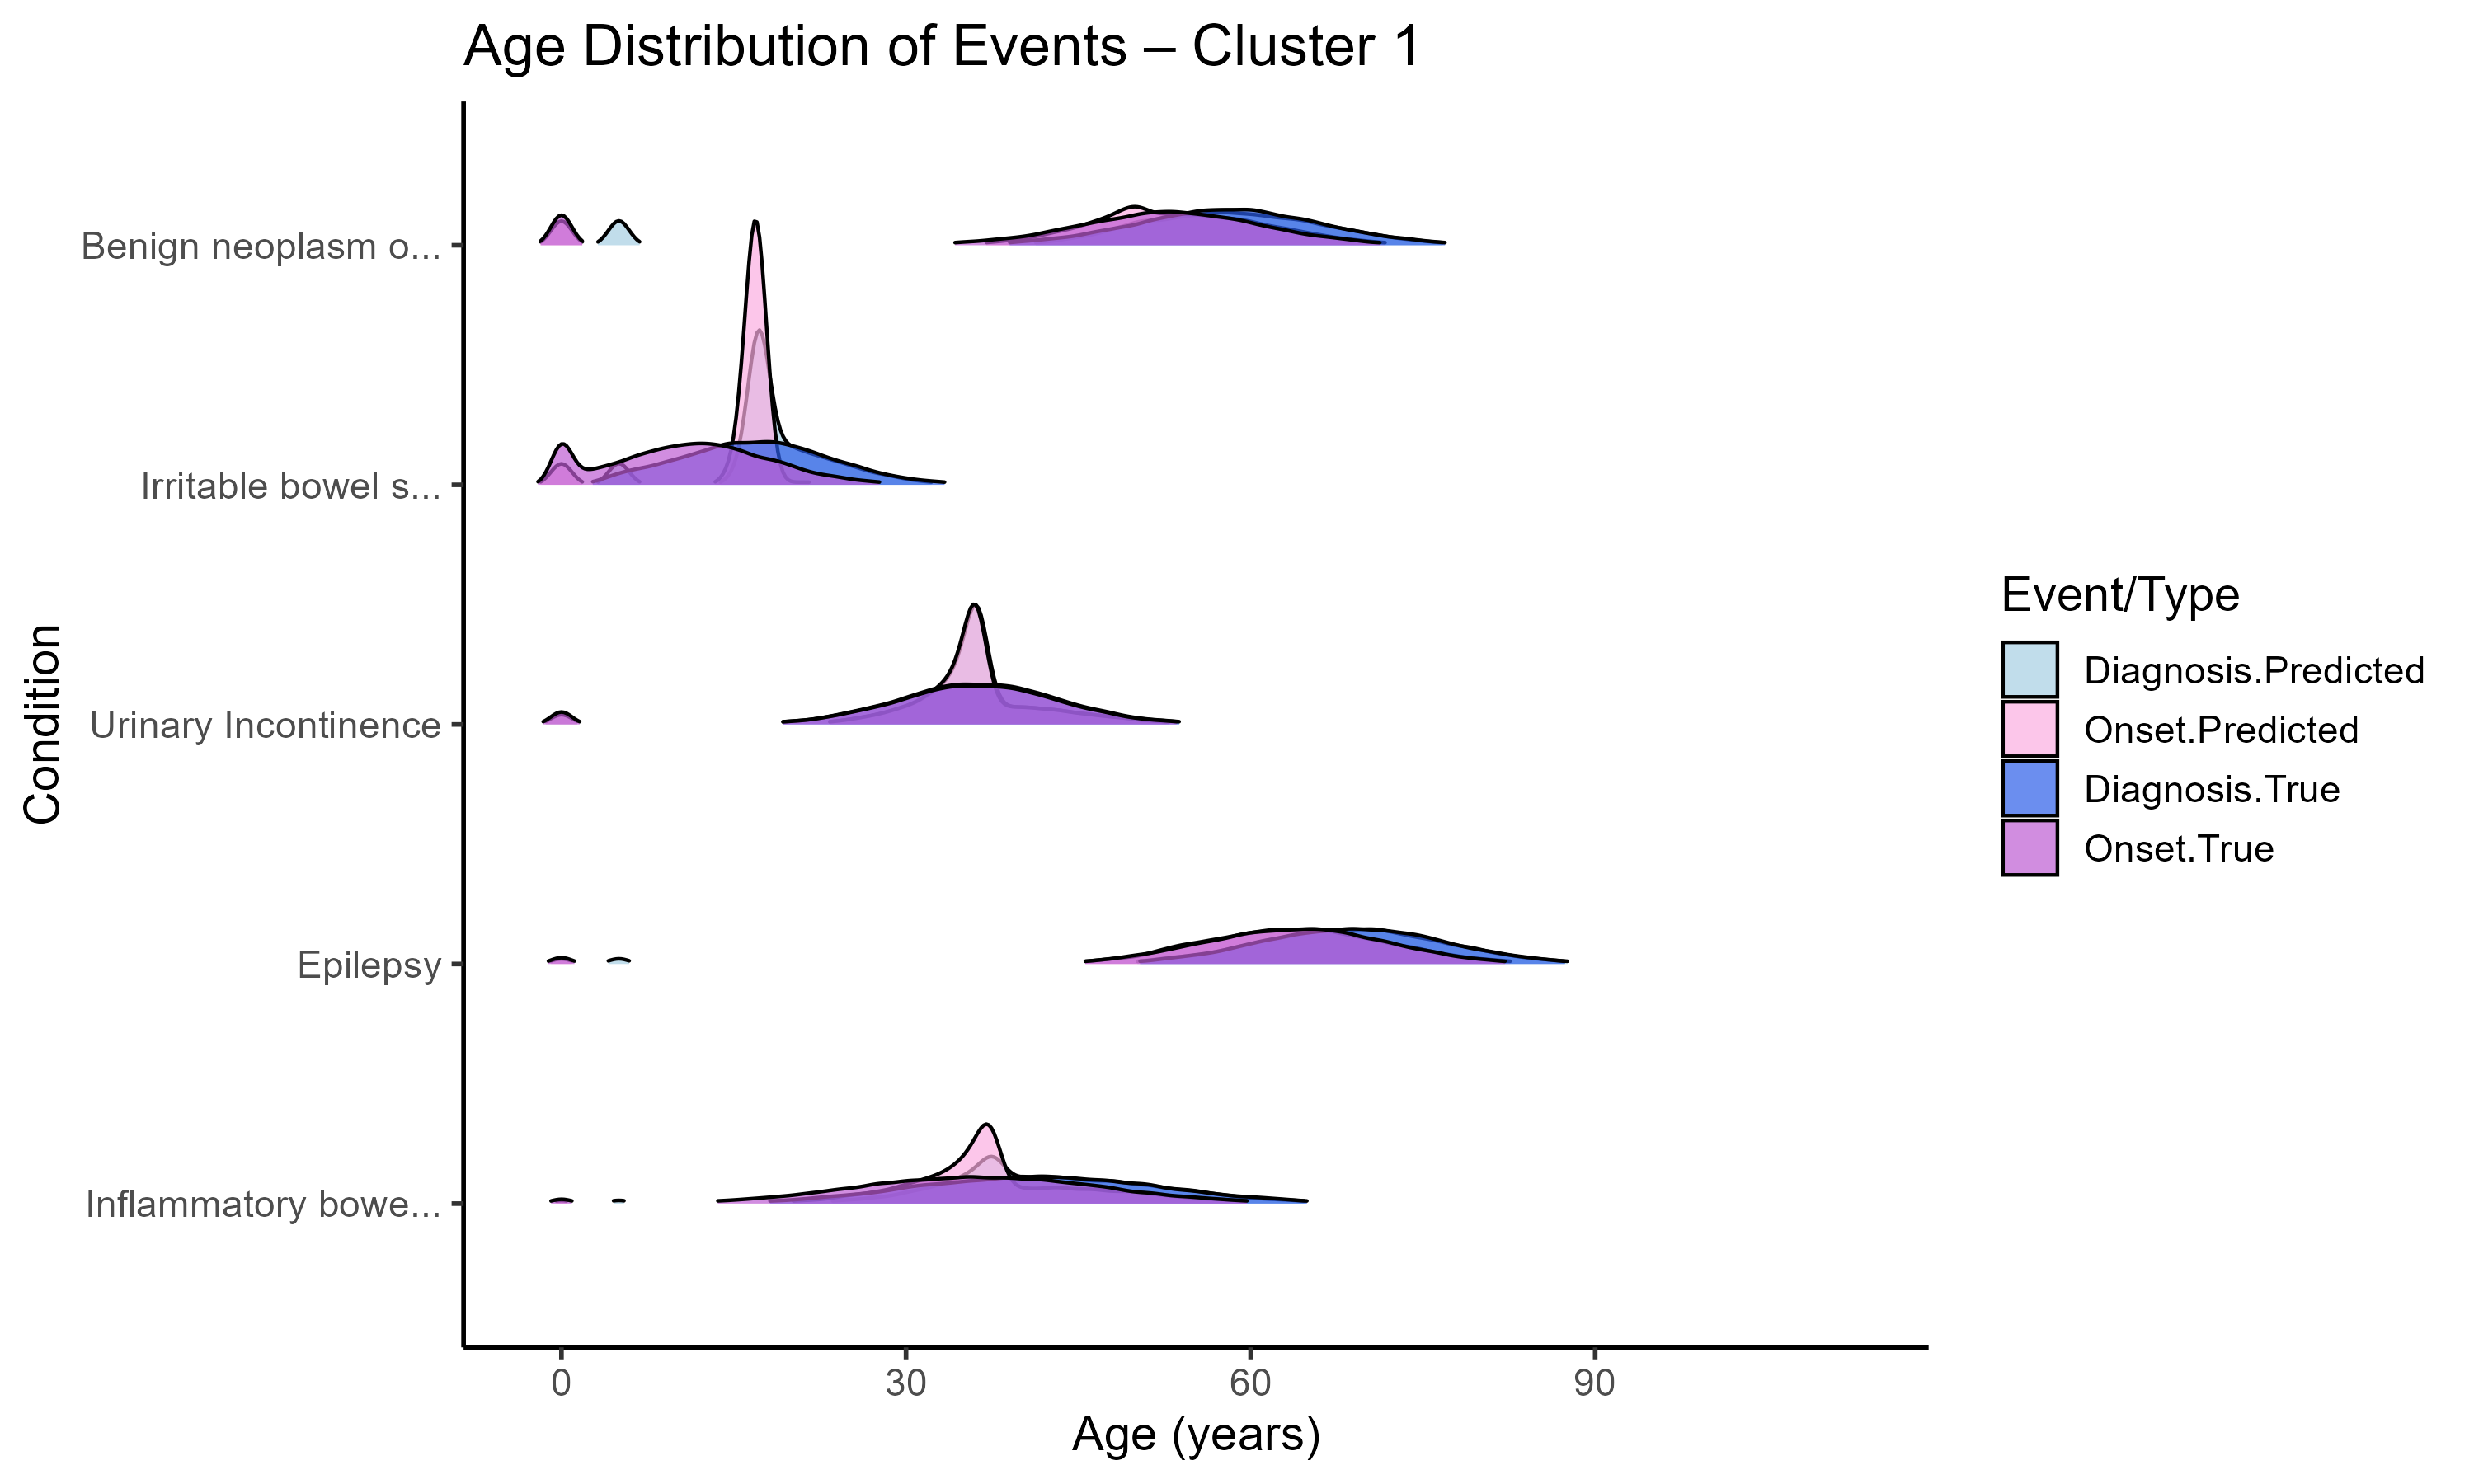 Age Distribution of Events – Cluster 1
Condition
Benign neoplasm o...
Irritable bowel s...
Urinary Incontinence
Epilepsy
Inflammatory bowe...
0 30 60 90
Age (years)
Event/Type
Diagnosis.Predicted
Onset.Predicted
Diagnosis.True
Onset.True